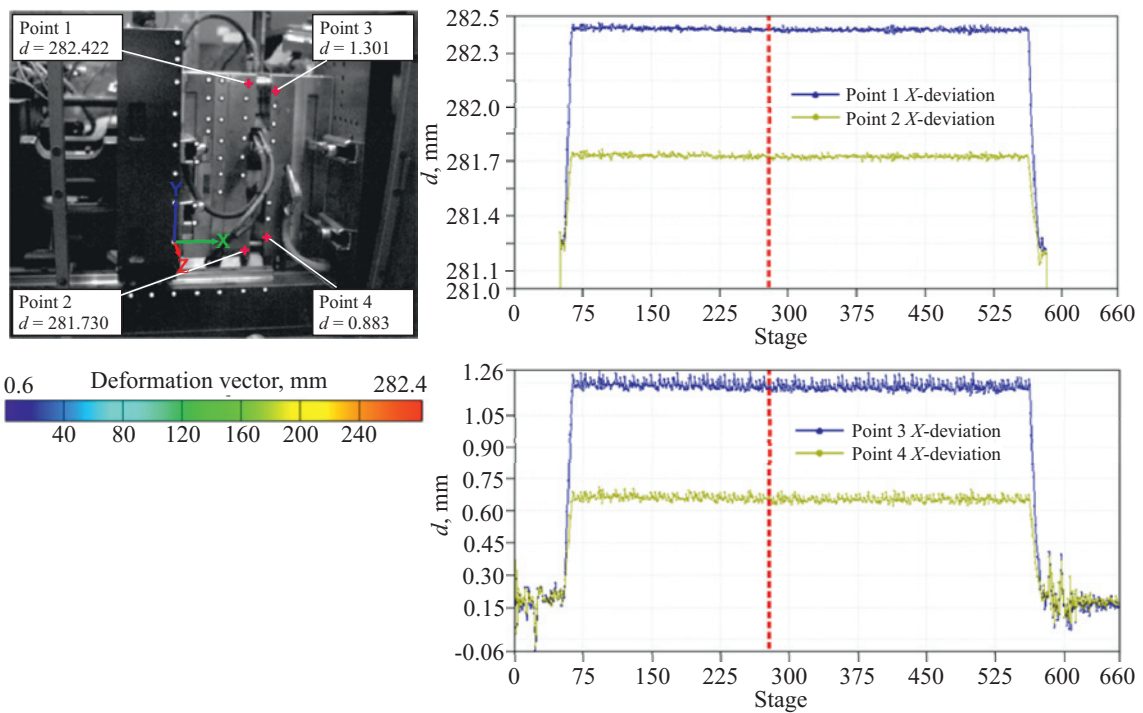 Point 1
d = 282.422
Point 3
d = 1.301
Y
X
Z
Point 2
d = 281.730
Point 4
d = 0.883
0.6 Deformation vector, mm 282.4
40 80 120 160 200 240
d, mm
282.5
282.3
282.0
281.7
281.4
281.1
281.0
Point 1 X-deviation
Point 2 X-deviation
0 75 150 225 300 375 450 525 660
Stage
d, mm
1.26
1.05
0.90
0.75
0.60
0.45
0.30
0.15
-0.06
Point 3 X-deviation
Point 4 X-deviation
0 75 150 225 300 375 450 525 600 660
Stage